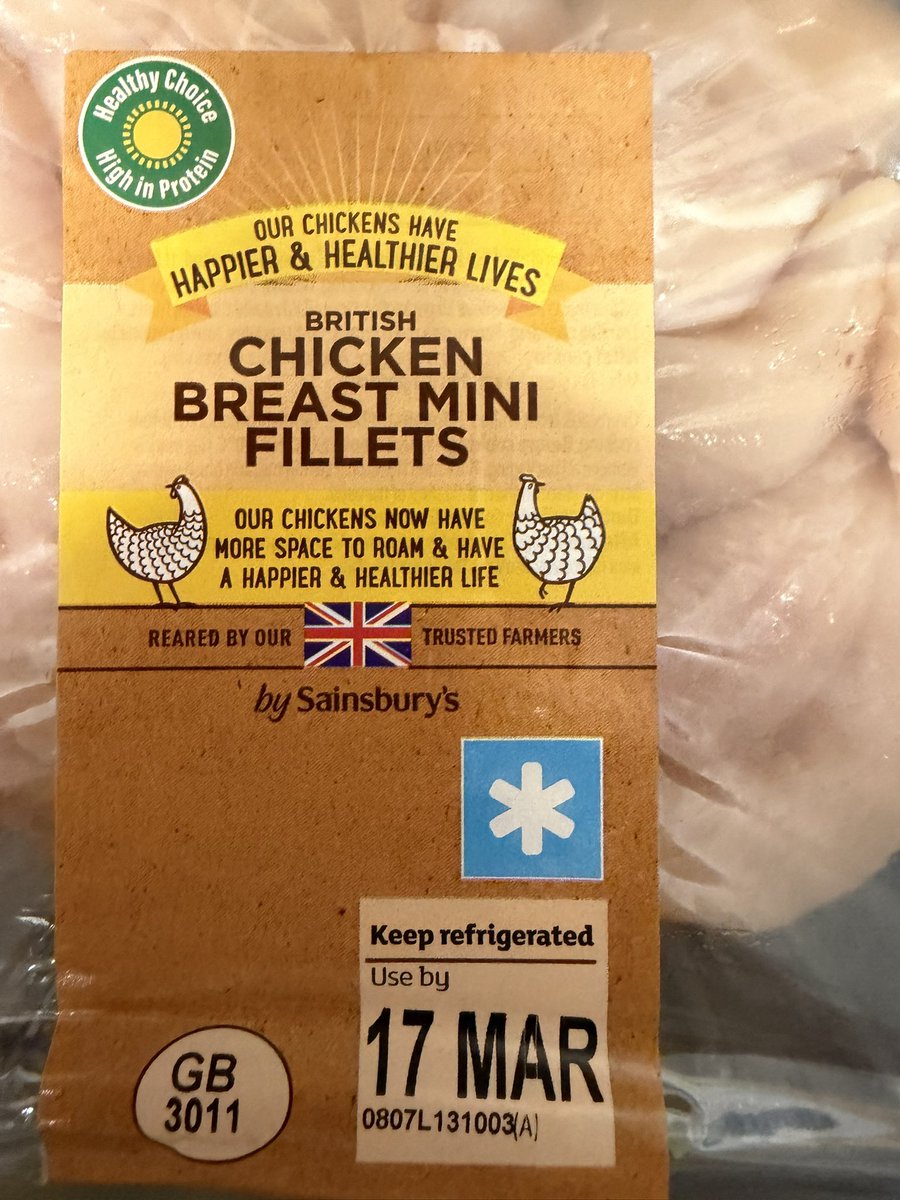 Healthy Choice
High in Protein
OUR CHICKENS HAVE
HAPPIER & HEALTHIER LIVES
BRITISH
CHICKEN
BREAST MINI
FILLETS
OUR CHICKENS NOW HAVE
MORE SPACE TO ROAM & HAVE
A HAPPIER & HEALTHIER LIFE
REARED BY OUR TRUSTED FARMERS
by Sainsbury's
Keep refrigerated
Use by
17 MAR
0807L131003(A)
GB
3011